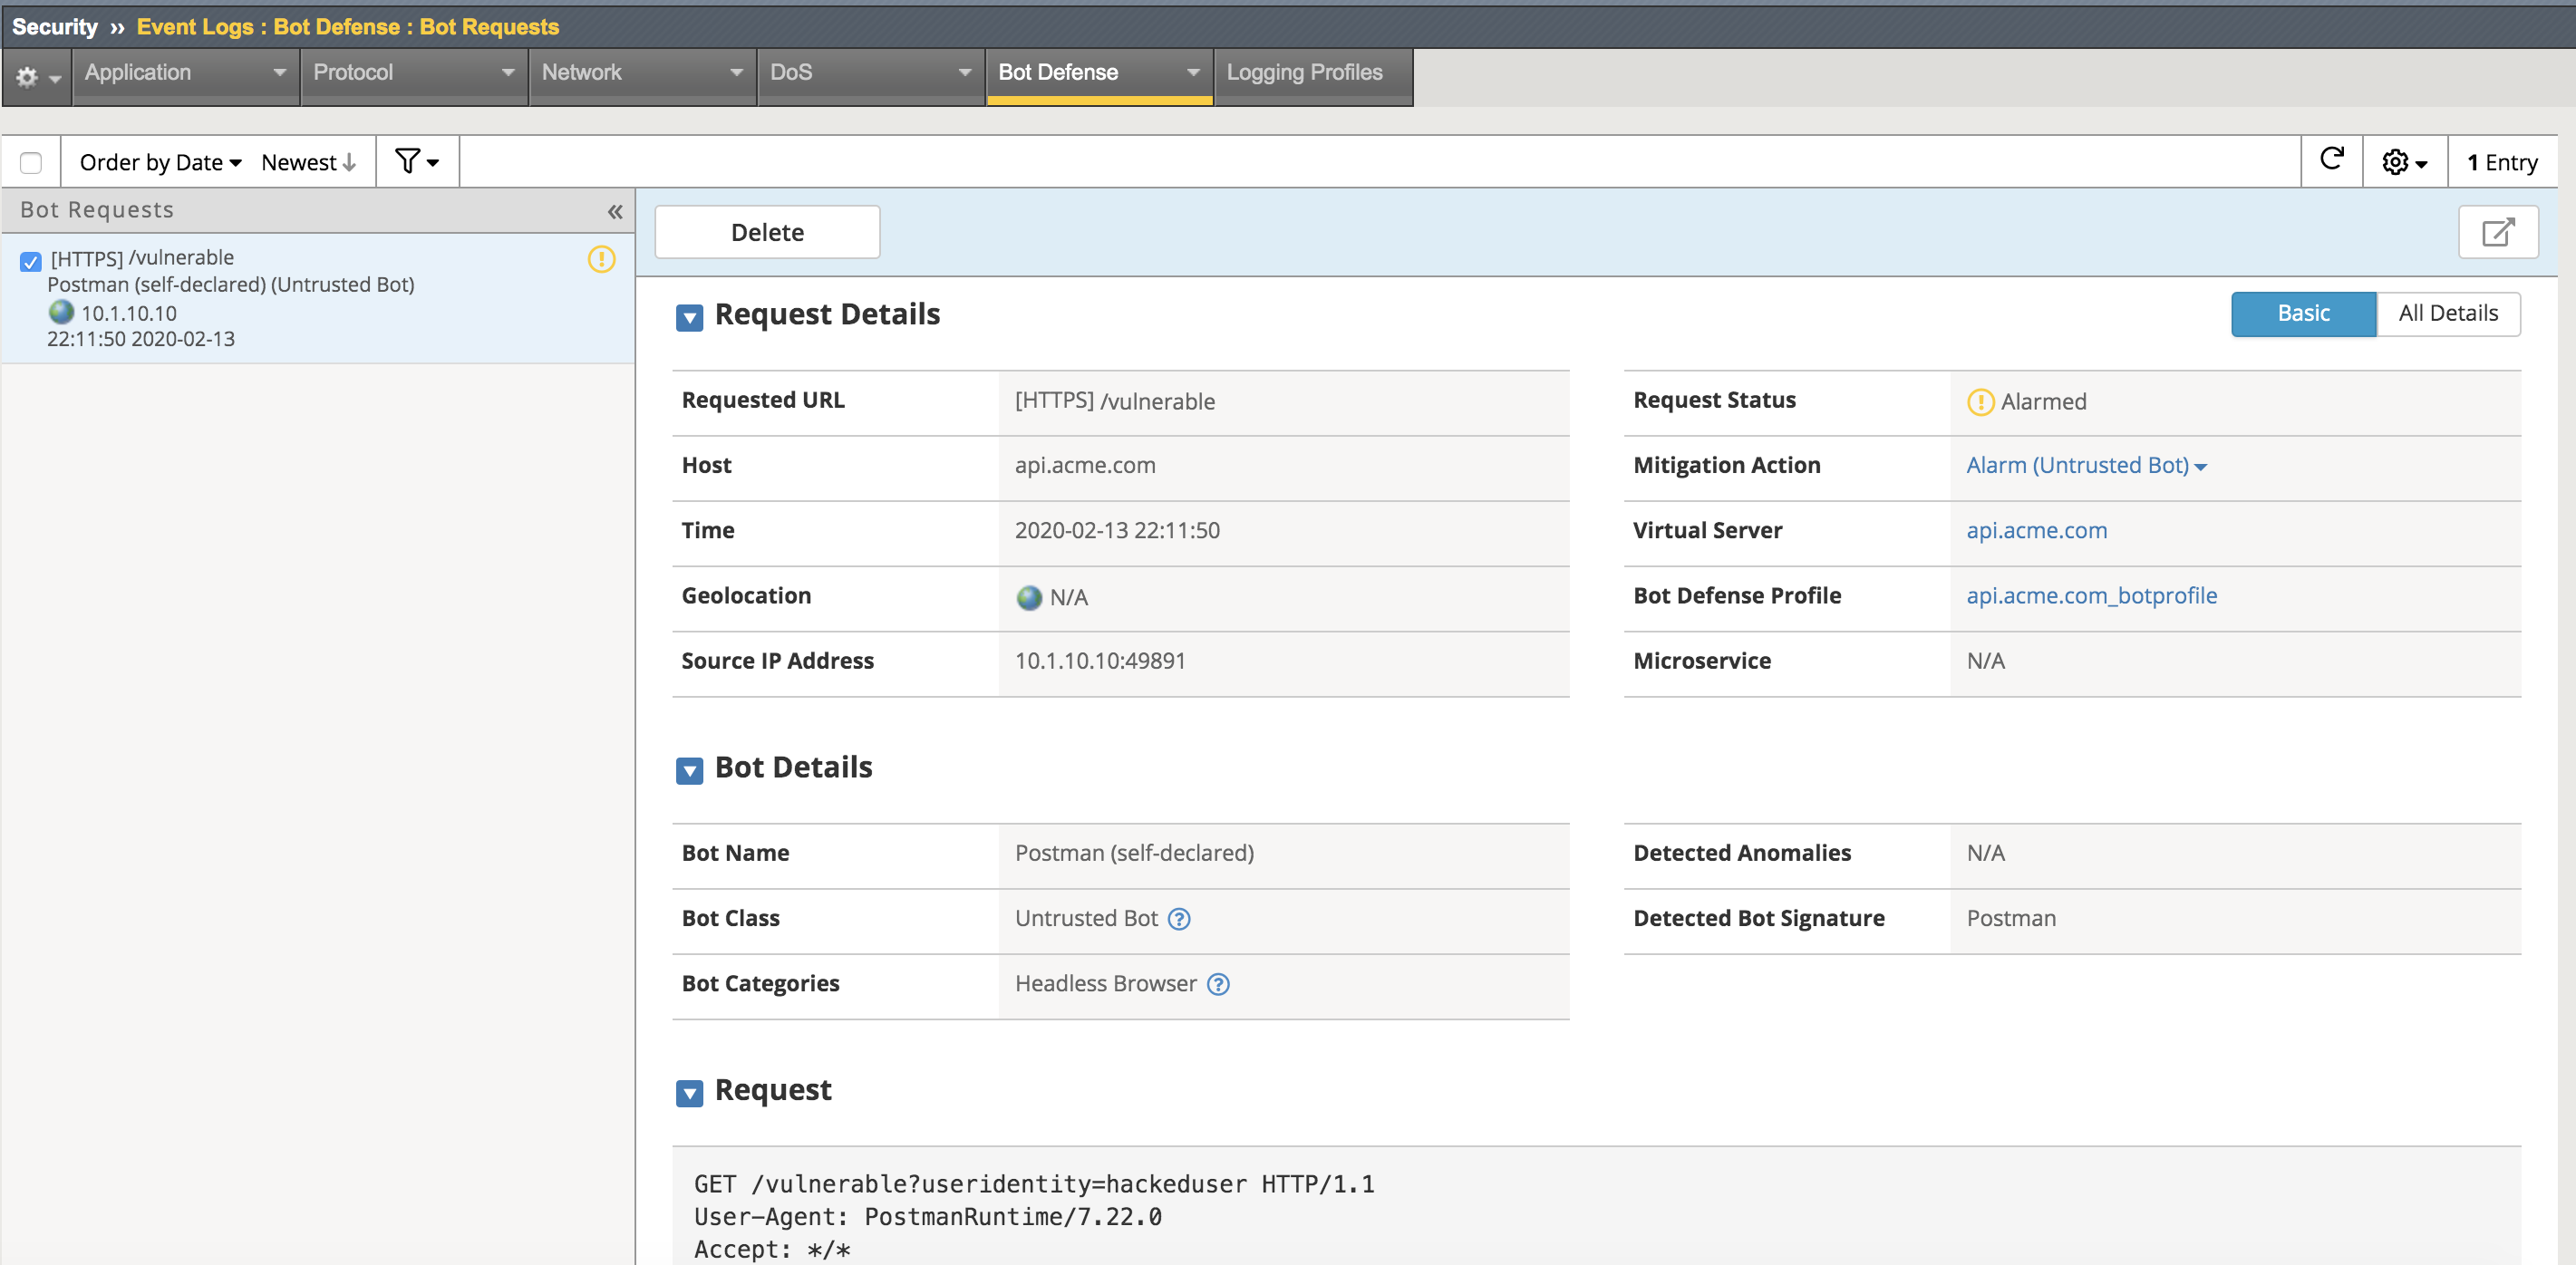 Security ›› Event Logs : Bot Defense : Bot Requests
Application Protocol Network DoS Bot Defense Logging Profiles
Order by Date Newest 1 Entry
Bot Requests «
[HTTPS] /vulnerable
Postman (self-declared) (Untrusted Bot)
10.1.10.10
22:11:50 2020-02-13
Delete
Request Details
Basic All Details
Requested URL [HTTPS] /vulnerable
Host api.acme.com
Time 2020-02-13 22:11:50
Geolocation N/A
Source IP Address 10.1.10.10:49891
Request Status Alarmed
Mitigation Action Alarm (Untrusted Bot)
Virtual Server api.acme.com
Bot Defense Profile api.acme.com_botprofile
Microservice N/A
Bot Details
Bot Name Postman (self-declared)
Bot Class Untrusted Bot ?
Bot Categories Headless Browser ?
Detected Anomalies N/A
Detected Bot Signature Postman
Request
GET /vulnerable?useridentity=hackeduser HTTP/1.1
User-Agent: PostmanRuntime/7.22.0
Accept: */*